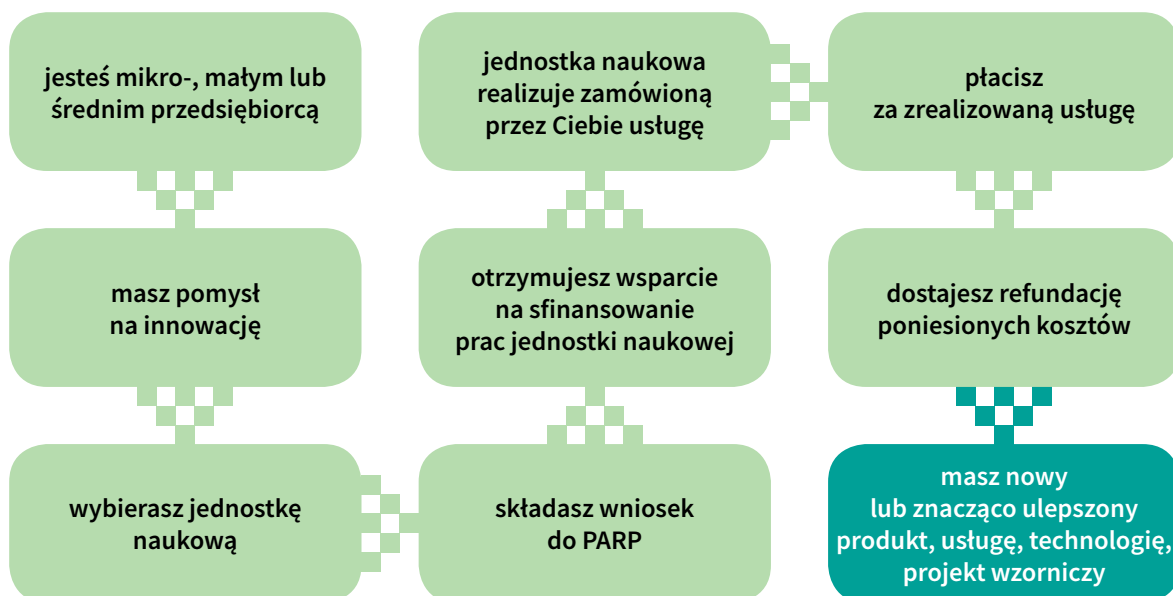 jesteś mikro-, małym lub
średnim przedsiębiorcą
masz pomysł
na innowację
wybierasz jednostkę
naukową
składasz wniosek
do PARP
otrzymujesz wsparcie
na sfinansowanie
prac jednostki naukowej
jednostka naukowa
realizuje zamówioną
przez Ciebie usługę
płacisz
za zrealizowaną usługę
dostajesz refundację
poniesionych kosztów
masz nowy
lub znacząco ulepszony
produkt, usługę, technologię,
projekt wzorniczy